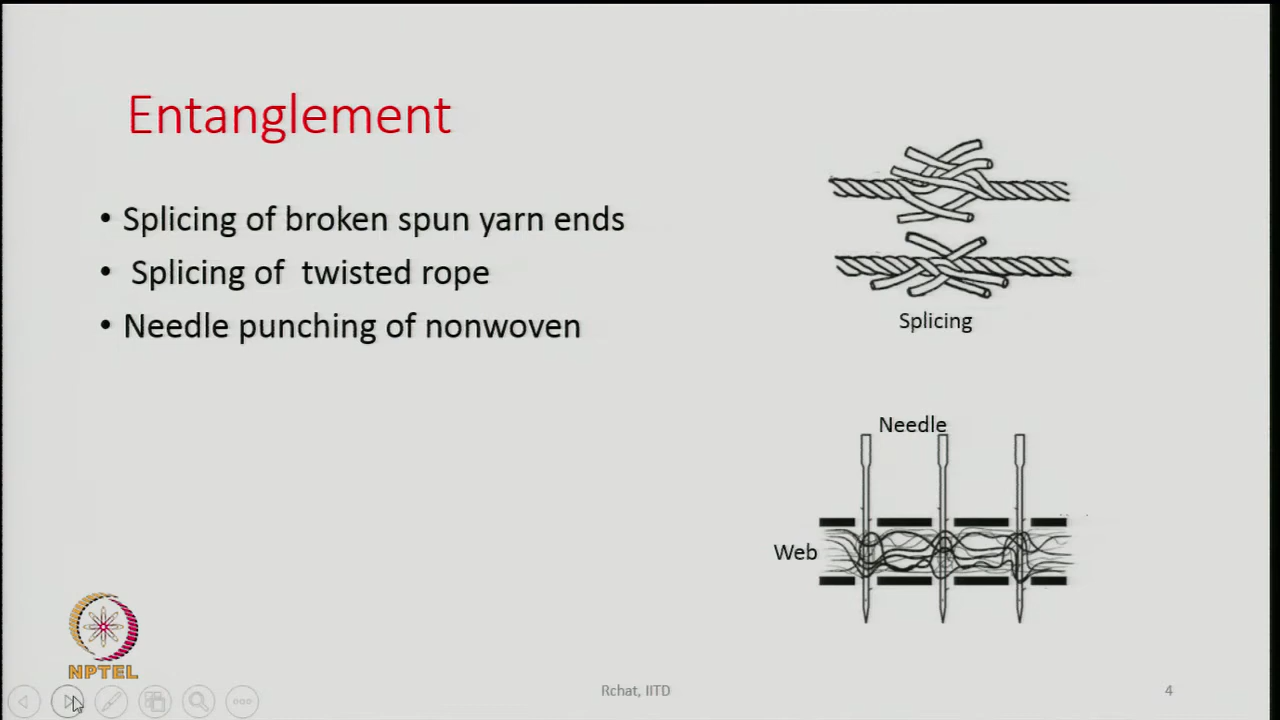 Entanglement
• Splicing of broken spun yarn ends
• Splicing of twisted rope
• Needle punching of nonwoven
Splicing
Needle
Web
NPTEL
Rchat, IITD
4